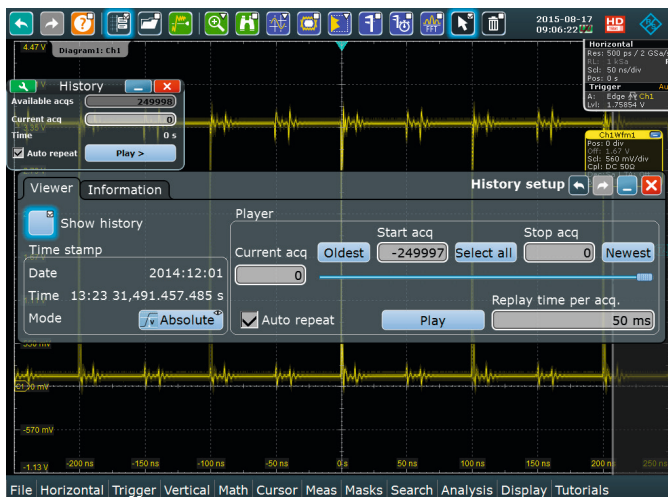 2015-08-17
09:06:22
HD
4.47 V
Diagram1: Ch1
Horizontal
Res: 500 ps / 2 GSa/s
RL: 1 kSa
Scl: 50 ns/div
Pos: 0 s
Trigger Au
A: Edge Ch1
Lvl: 1.75854 V
History
Available acqs 249998
Current acq 0
3.35 V
Time 0 s
Auto repeat Play >
Ch1Wfm1
Pos: 0 div
Off: 1.67 V
Scl: 560 mV/div
Cpl: DC 50Ω
Viewer Information History setup
Show history
Player
Start acq Stop acq
Current acq Oldest -249997 Select all 0 Newest
0
Time stamp
Date 2014:12:01
Time 13:23 31,491.457.485 s
Mode Absolute
Replay time per acq.
Auto repeat Play 50 ms
-570 mV
-1.13 V
-200 ns -150 ns -100 ns -50 ns 0 s 50 ns 100 ns 150 ns 200 ns 250 ns
File Horizontal Trigger Vertical Math Cursor Meas Masks Search Analysis Display Tutorials